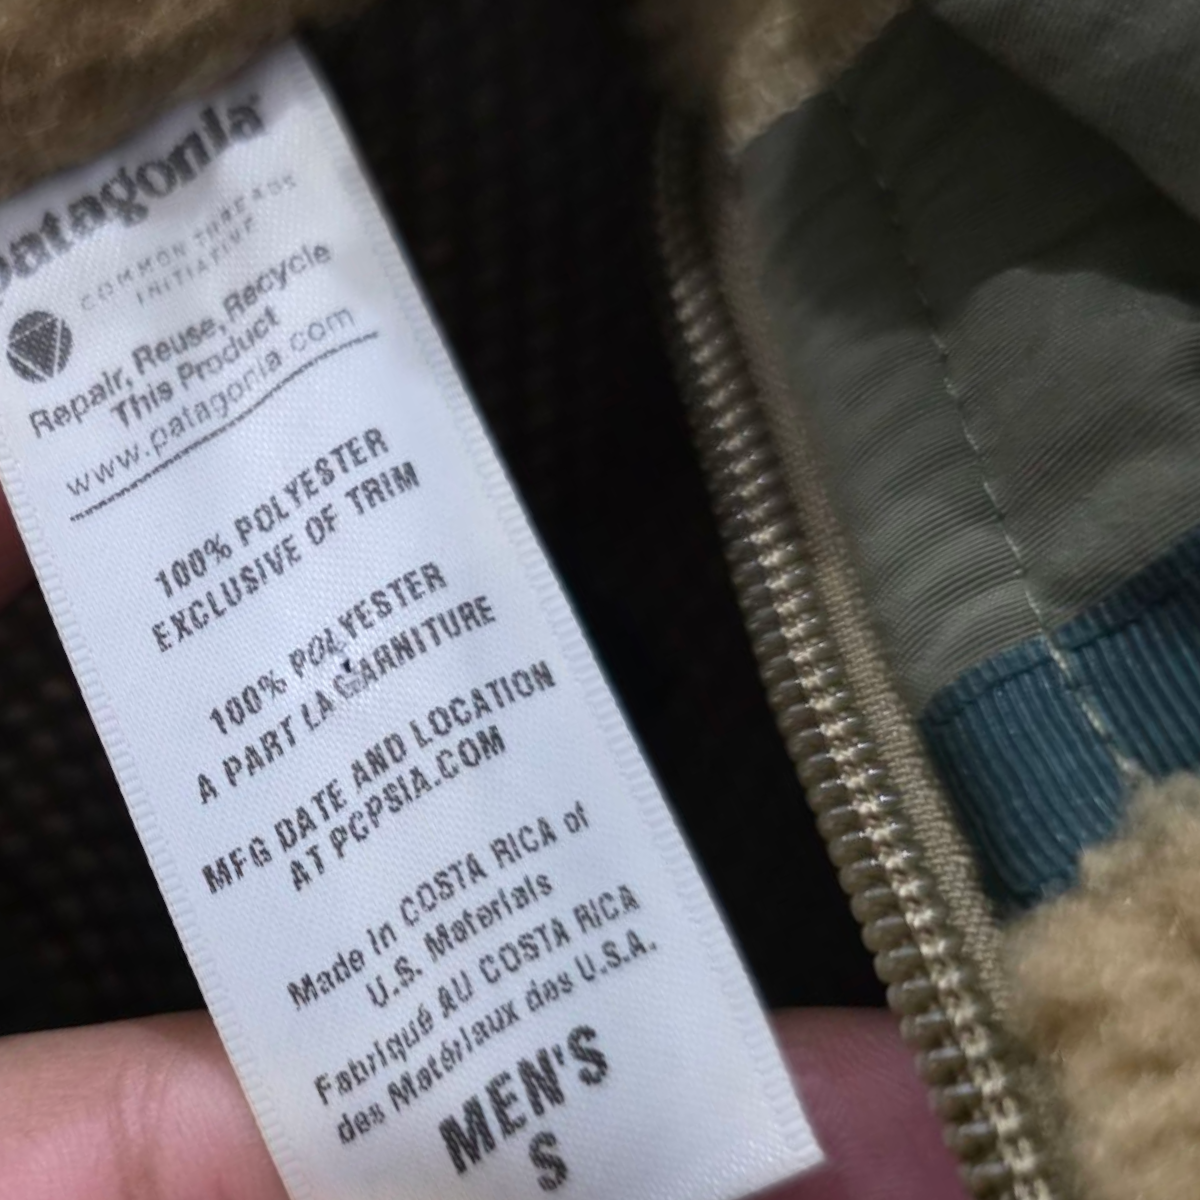 patagonia®
COMMON THREADS
INITIATIVE
Repair, Reuse, Recycle
This Product
www.patagonia.com
100% POLYESTER
EXCLUSIVE OF TRIM
100% POLYESTER
A PART LA GARNITURE
MFG DATE AND LOCATION
AT PCPSIA.COM
Made in COSTA RICA of
U.S. Materials
Fabriqué AU COSTA RICA
des Matériaux des U.S.A.
MEN'S
S